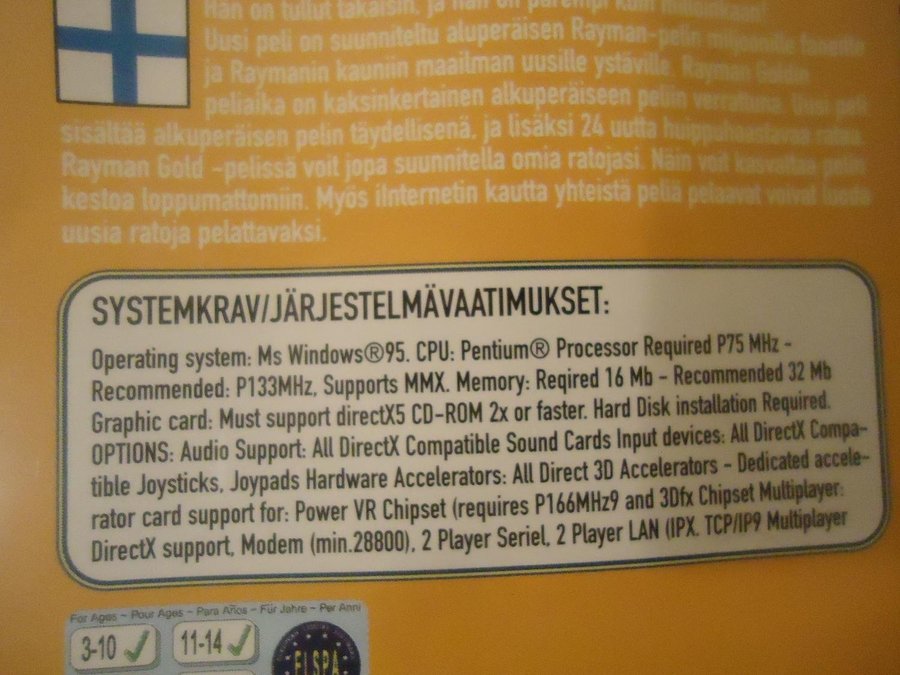 Hän on tullut takaisin, ja hän on parempi kuin milloinkaan!
Uusi peli on suunniteltu aluperäisen Rayman-pelin miljoonille faneille
ja Raymanin kauniin maailman uusille ystäville. Rayman Goldin
peliaika on kaksinkertainen alkuperäiseen peliin verrattuna. Uusi peli
sisältää alkuperäisen pelin täydellisenä, ja lisäksi 24 uutta huippuhaastavaa rataa.
Rayman Gold -pelissä voit jopa suunnitella omia ratojasi. Näin voit kasvattaa pelin
kestoa loppumattomiin. Myös iInternetin kautta yhteistä peliä pelaavat voivat luoda
uusia ratoja pelattavaksi.
SYSTEMKRAV/JÄRJESTELMÄVAATIMUKSET:
Operating system: Ms Windows®95. CPU: Pentium® Processor Required P75 MHz -
Recommended: P133MHz, Supports MMX. Memory: Reqired 16 Mb - Recommended 32 Mb
Graphic card: Must support directX5 CD-ROM 2x or faster. Hard Disk installation Required.
OPTIONS: Audio Support: All DirectX Compatible Sound Cards Input devices: All DirectX Compa-
tible Joysticks, Joypads Hardware Accelerators: All Direct 3D Accelerators - Dedicated accele-
rator card support for: Power VR Chipset (requires P166MHz9 and 3Dfx Chipset Multiplayer:
DirectX support, Modem (min.28800), 2 Player Seriel, 2 Player LAN (IPX. TCP/IP9 Multiplayer
For Ages - Pour Ages - Para Años - Für Jahre - Per Anni
3-10 11-14
ELSPA